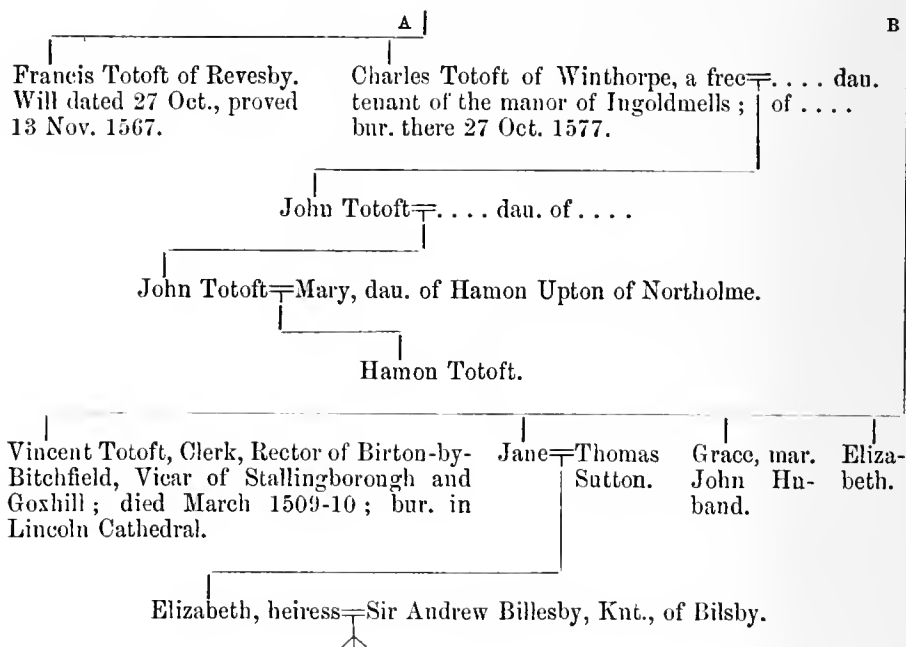 A B
Francis Totoft of Revesby.
Will dated 27 Oct., proved
13 Nov. 1567.
Charles Totoft of Winthorpe, a free=. . . . dau.
tenant of the manor of Ingoldmells ; of . . . .
bur. there 27 Oct. 1577.
John Totoft=. . . . dau. of . . . .
John Totoft=Mary, dau. of Hamon Upton of Northolme.
Hamon Totoft.
Vincent Totoft, Clerk, Rector of Birton-by-
Bitchfield, Vicar of Stallingborough and
Goxhill ; died March 1509-10 ; bur. in
Lincoln Cathedral.
Jane=Thomas
Sutton.
Grace, mar.
John Hu-
band.
Eliza-
beth.
Elizabeth, heiress=Sir Andrew Billesby, Knt., of Bilsby.